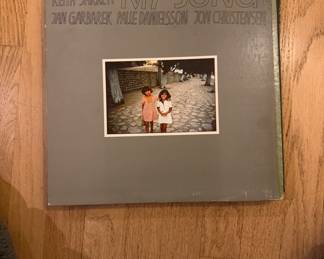 KEITH JARRETT MY SONG
JAN GARBAREK PALLE DANIELSSON JON CHRISTENSEN